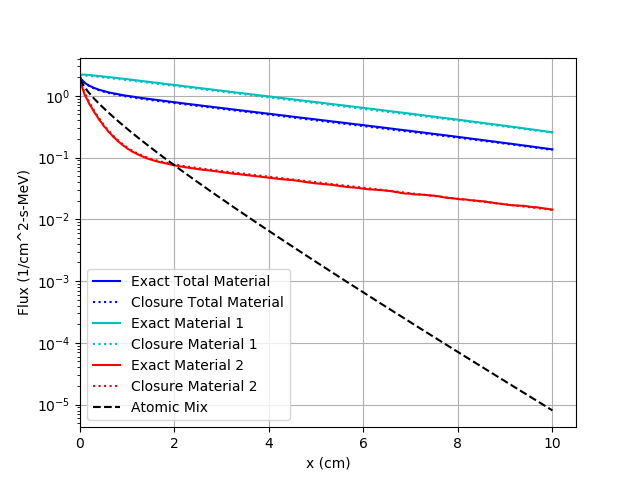 Flux (1/cm^2-s-MeV)
10^0
10^-1
10^-2
10^-3
10^-4
10^-5
Exact Total Material
Closure Total Material
Exact Material 1
Closure Material 1
Exact Material 2
Closure Material 2
Atomic Mix
0 2 4 6 8 10
x (cm)